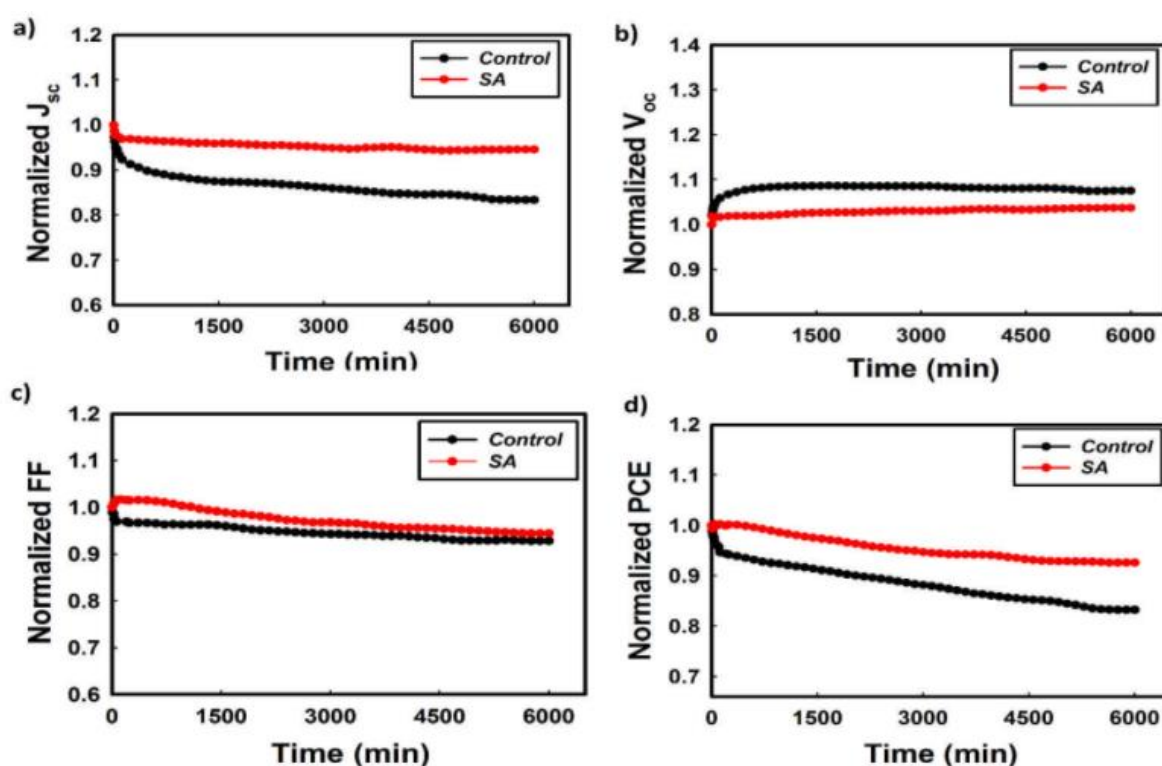 a)
Normalized Jsc
1.2
1.1
1.0
0.9
0.8
0.7
0.6
Control
SA
0 1500 3000 4500 6000
Time (min)
b)
Normalized Voc
1.4
1.3
1.2
1.1
1.0
0.9
0.8
Control
SA
0 1500 3000 4500 6000
Time (min)
c)
Normalized FF
1.2
1.1
1.0
0.9
0.8
0.7
0.6
Control
SA
0 1500 3000 4500 6000
Time (min)
d)
Normalized PCE
1.2
1.1
1.0
0.9
0.8
0.7
Control
SA
0 1500 3000 4500 6000
Time (min)